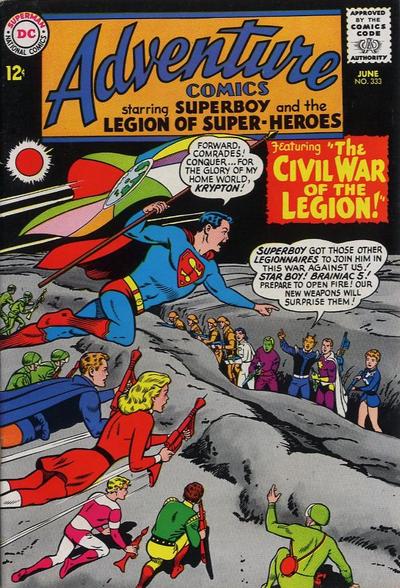 SUPERMAN
DC
NATIONAL COMICS
12¢
Adventure
COMICS
starring SUPERBOY and the
LEGION OF SUPER-HEROES
APPROVED
BY THE
COMICS
CODE
CA
AUTHORITY
JUNE
NO. 333
Featuring "THE
CIVIL WAR
OF THE
LEGION!"
FORWARD,
COMRADES!
CONQUER...FOR
THE GLORY OF MY
HOME WORLD,
KRYPTON!
SUPERBOY GOT THOSE OTHER
LEGIONNAIRES TO JOIN HIM IN
THIS WAR AGAINST US!
STAR BOY! BRAINIAC 5!
PREPARE TO OPEN FIRE! OUR
NEW WEAPONS WILL
SURPRISE THEM!
S